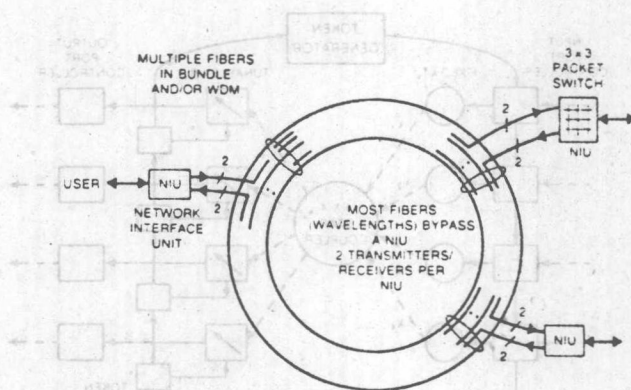 MULTIPLE FIBERS
IN BUNDLE
AND/OR WDM
3 x 3
PACKET
SWITCH
NIU
2
2
USER
NIU
2
2
NETWORK
INTERFACE
UNIT
MOST FIBERS
(WAVELENGTHS) BYPASS
A NIU
2 TRANSMITTERS/
RECEIVERS PER
NIU
2
2
NIU